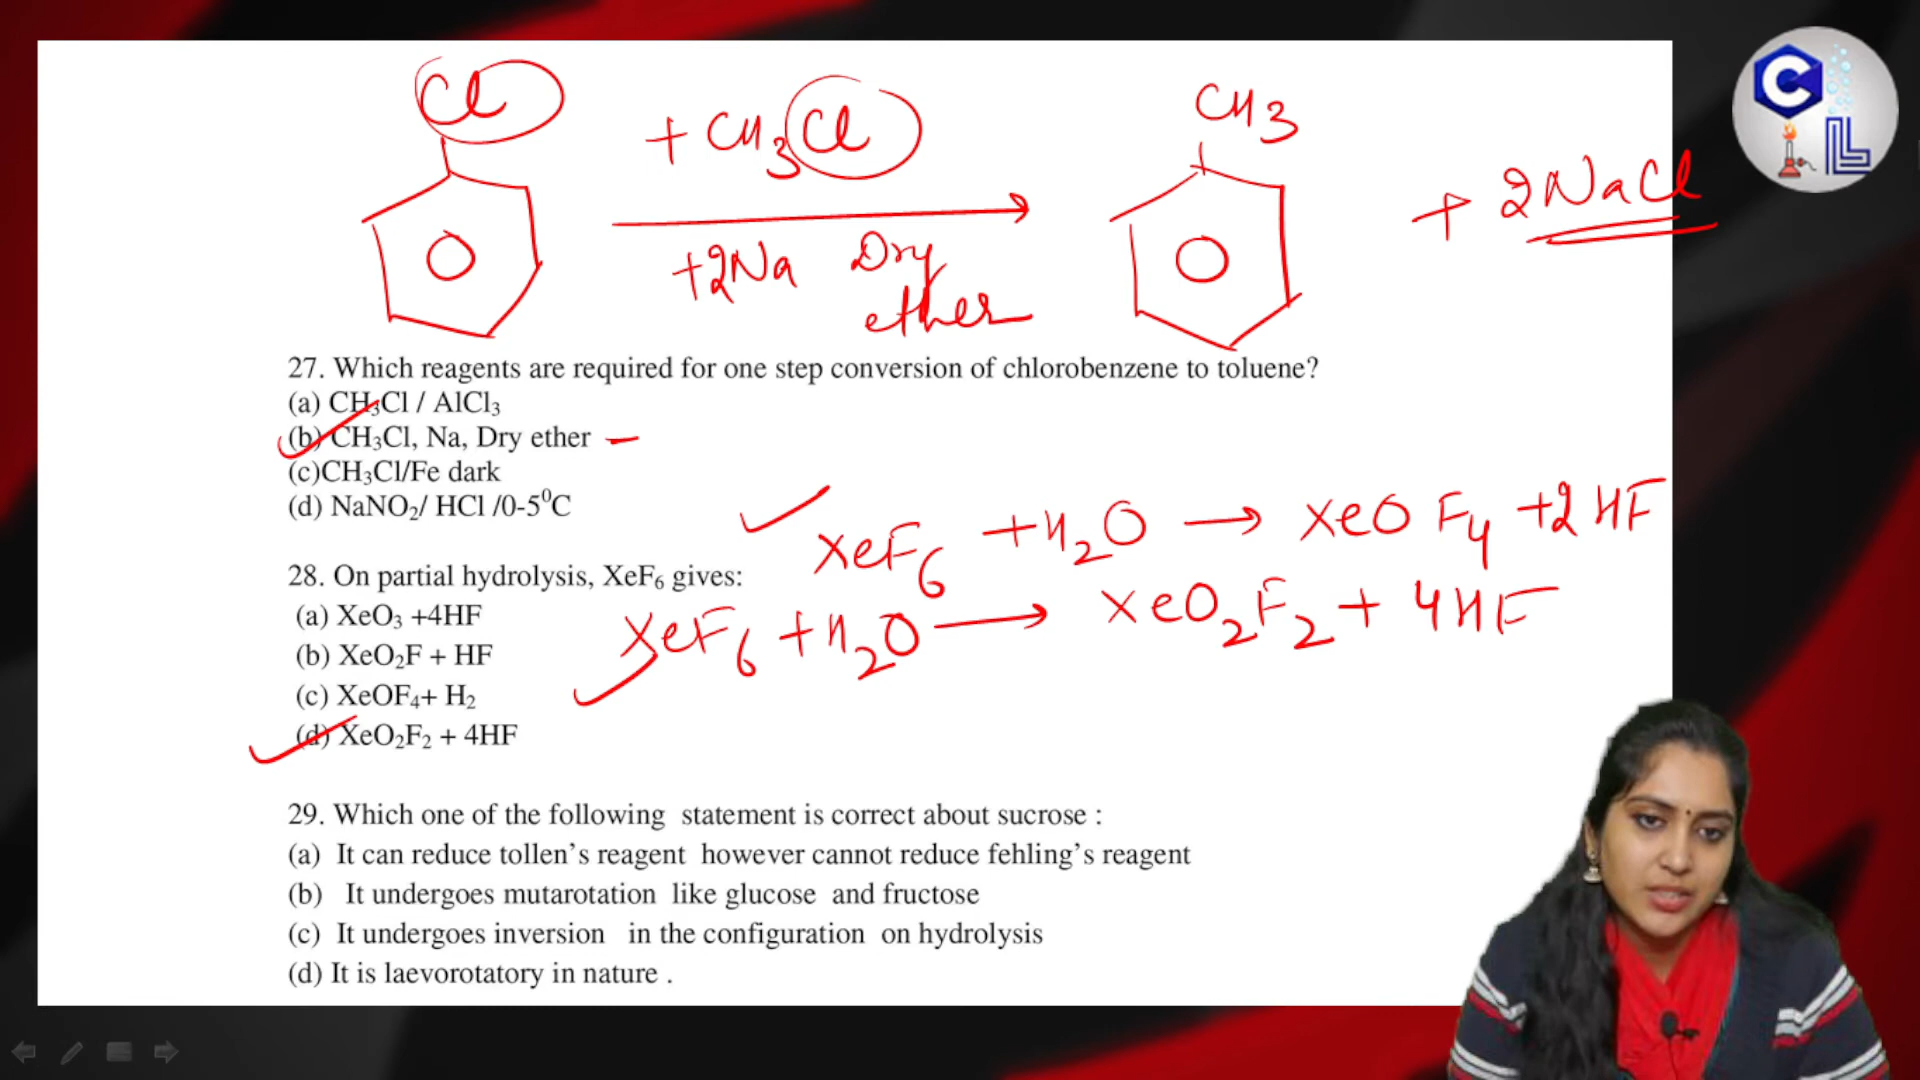 Cl
+ CH3Cl
+2Na Dry ether
CH3
+ 2NaCl
C L
27. Which reagents are required for one step conversion of chlorobenzene to toluene?
(a) CH₃Cl / AlCl₃
(b) CH₃Cl, Na, Dry ether
(c)CH₃Cl/Fe dark
(d) NaNO₂/ HCl /0-5⁰C
XeF6 + H2O → XeOF4 +2HF
28. On partial hydrolysis, XeF₆ gives:
XeF6 + H2O → XeO2F2 + 4HF
(a) XeO₃ +4HF
(b) XeO₂F + HF
(c) XeOF₄+ H₂
(d) XeO₂F₂ + 4HF
29. Which one of the following statement is correct about sucrose :
(a) It can reduce tollen’s reagent however cannot reduce fehling’s reagent
(b) It undergoes mutarotation like glucose and fructose
(c) It undergoes inversion in the configuration on hydrolysis
(d) It is laevorotatory in nature .